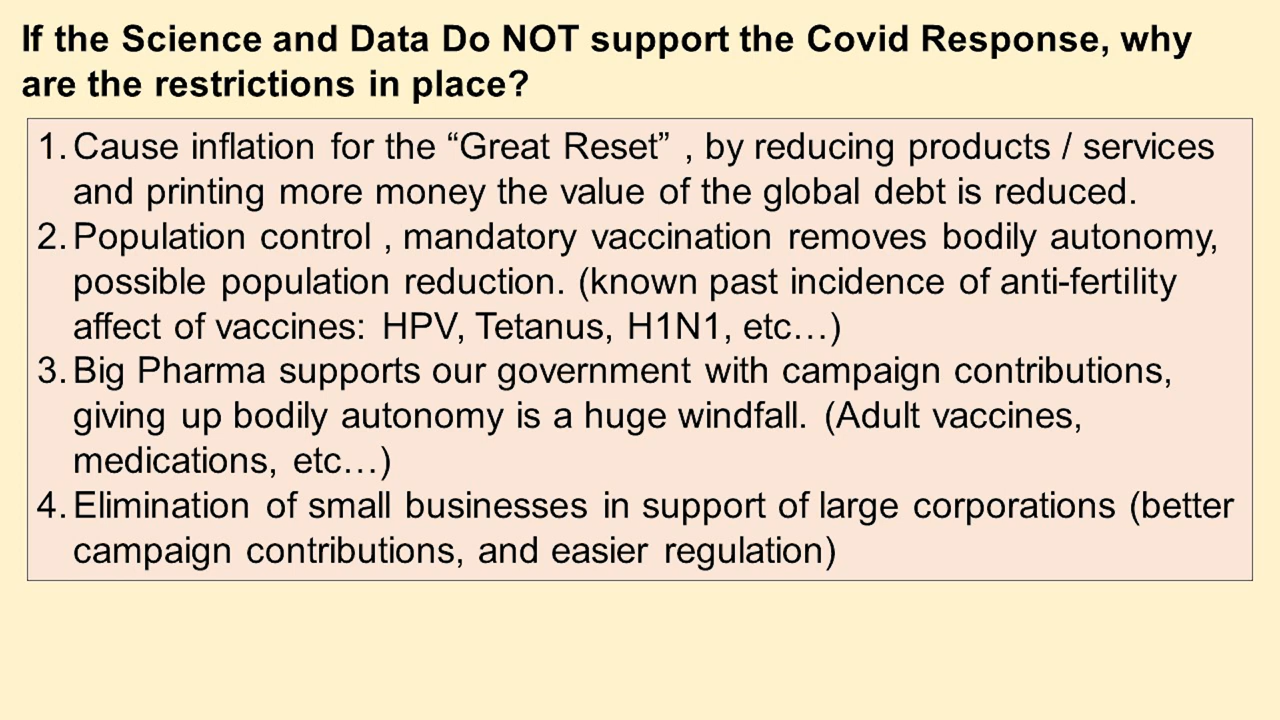 If the Science and Data Do NOT support the Covid Response, why
are the restrictions in place?
1. Cause inflation for the “Great Reset” , by reducing products / services
and printing more money the value of the global debt is reduced.
2. Population control , mandatory vaccination removes bodily autonomy,
possible population reduction. (known past incidence of anti-fertility
affect of vaccines: HPV, Tetanus, H1N1, etc…)
3. Big Pharma supports our government with campaign contributions,
giving up bodily autonomy is a huge windfall. (Adult vaccines,
medications, etc…)
4. Elimination of small businesses in support of large corporations (better
campaign contributions, and easier regulation)